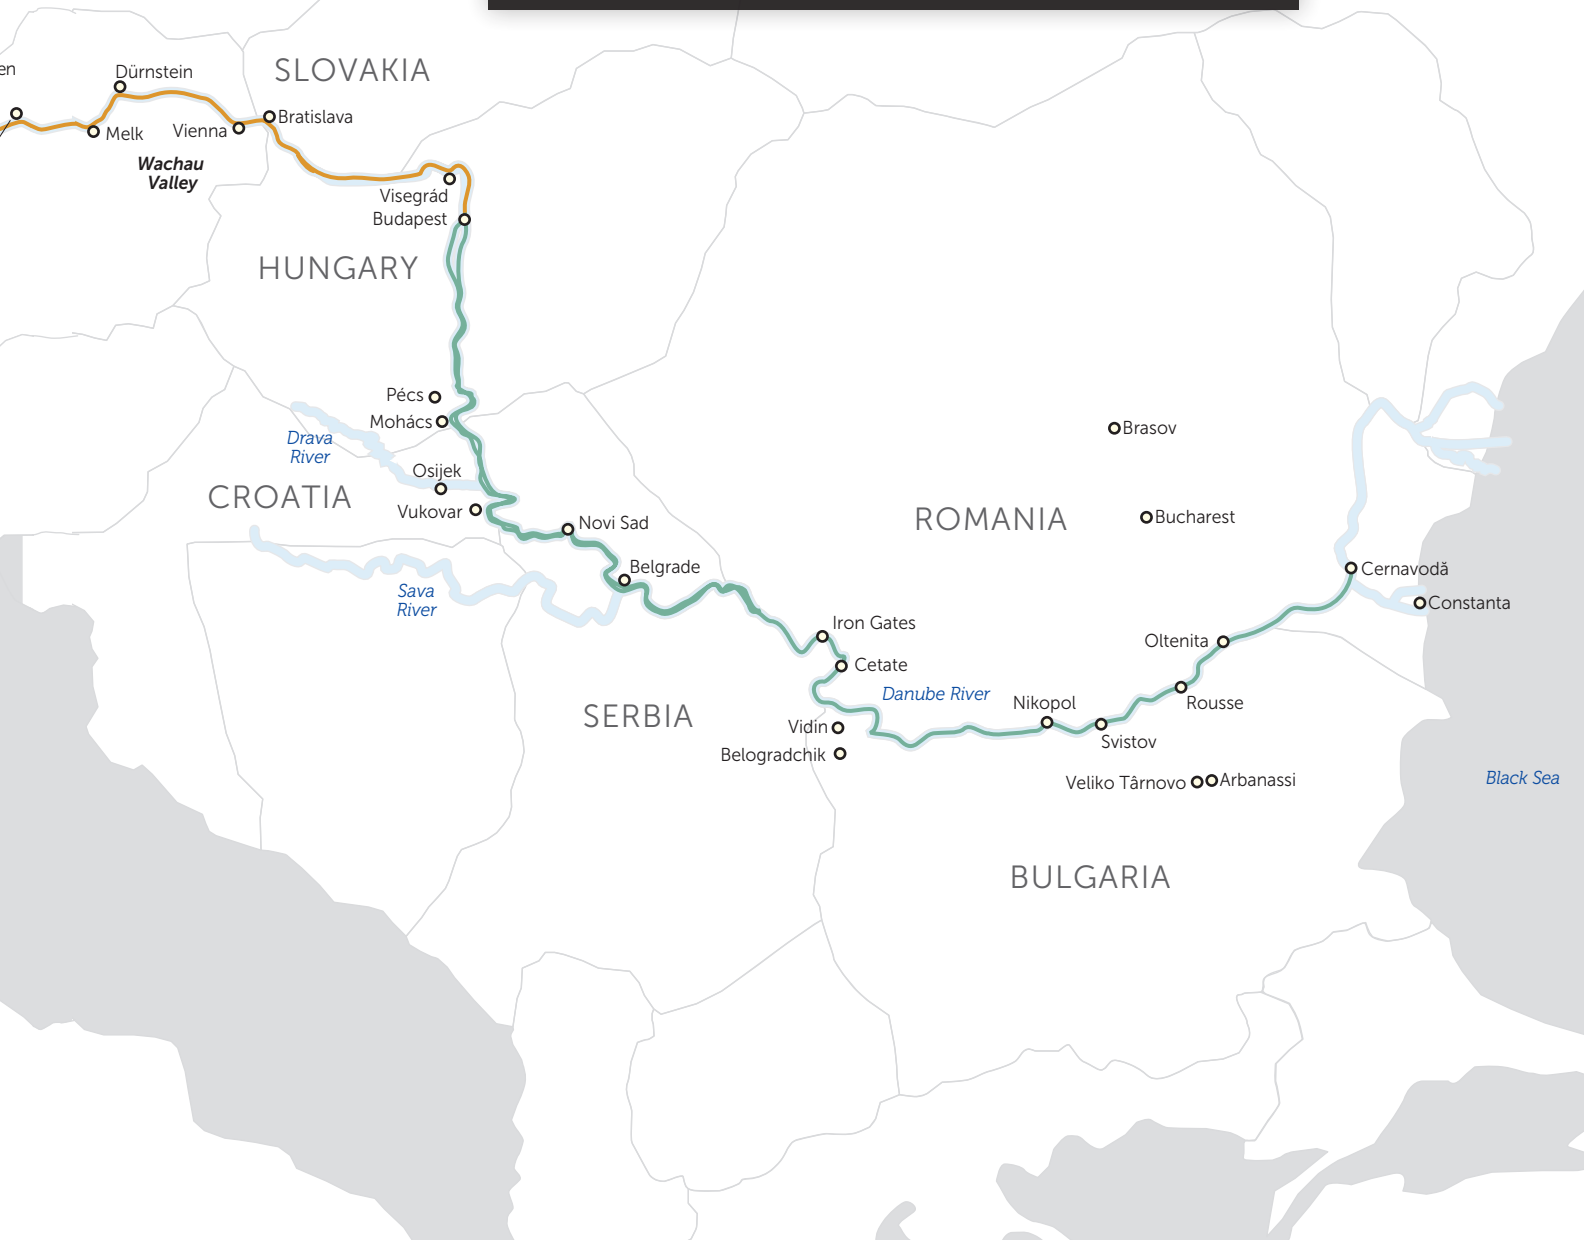 en
Dürnstein
SLOVAKIA
Bratislava
Melk
Vienna
Wachau
Valley
Visegrád
Budapest
HUNGARY
Pécs
Mohács
Drava
River
Osijek
CROATIA
Vukovar
Novi Sad
Belgrade
Sava
River
Brasov
ROMANIA
Bucharest
Cernavodă
Constanta
Iron Gates
Oltenita
Cetate
Danube River
SERBIA
Nikopol
Rousse
Vidin
Svistov
Belogradchik
Veliko Târnovo
Arbanassi
Black Sea
BULGARIA